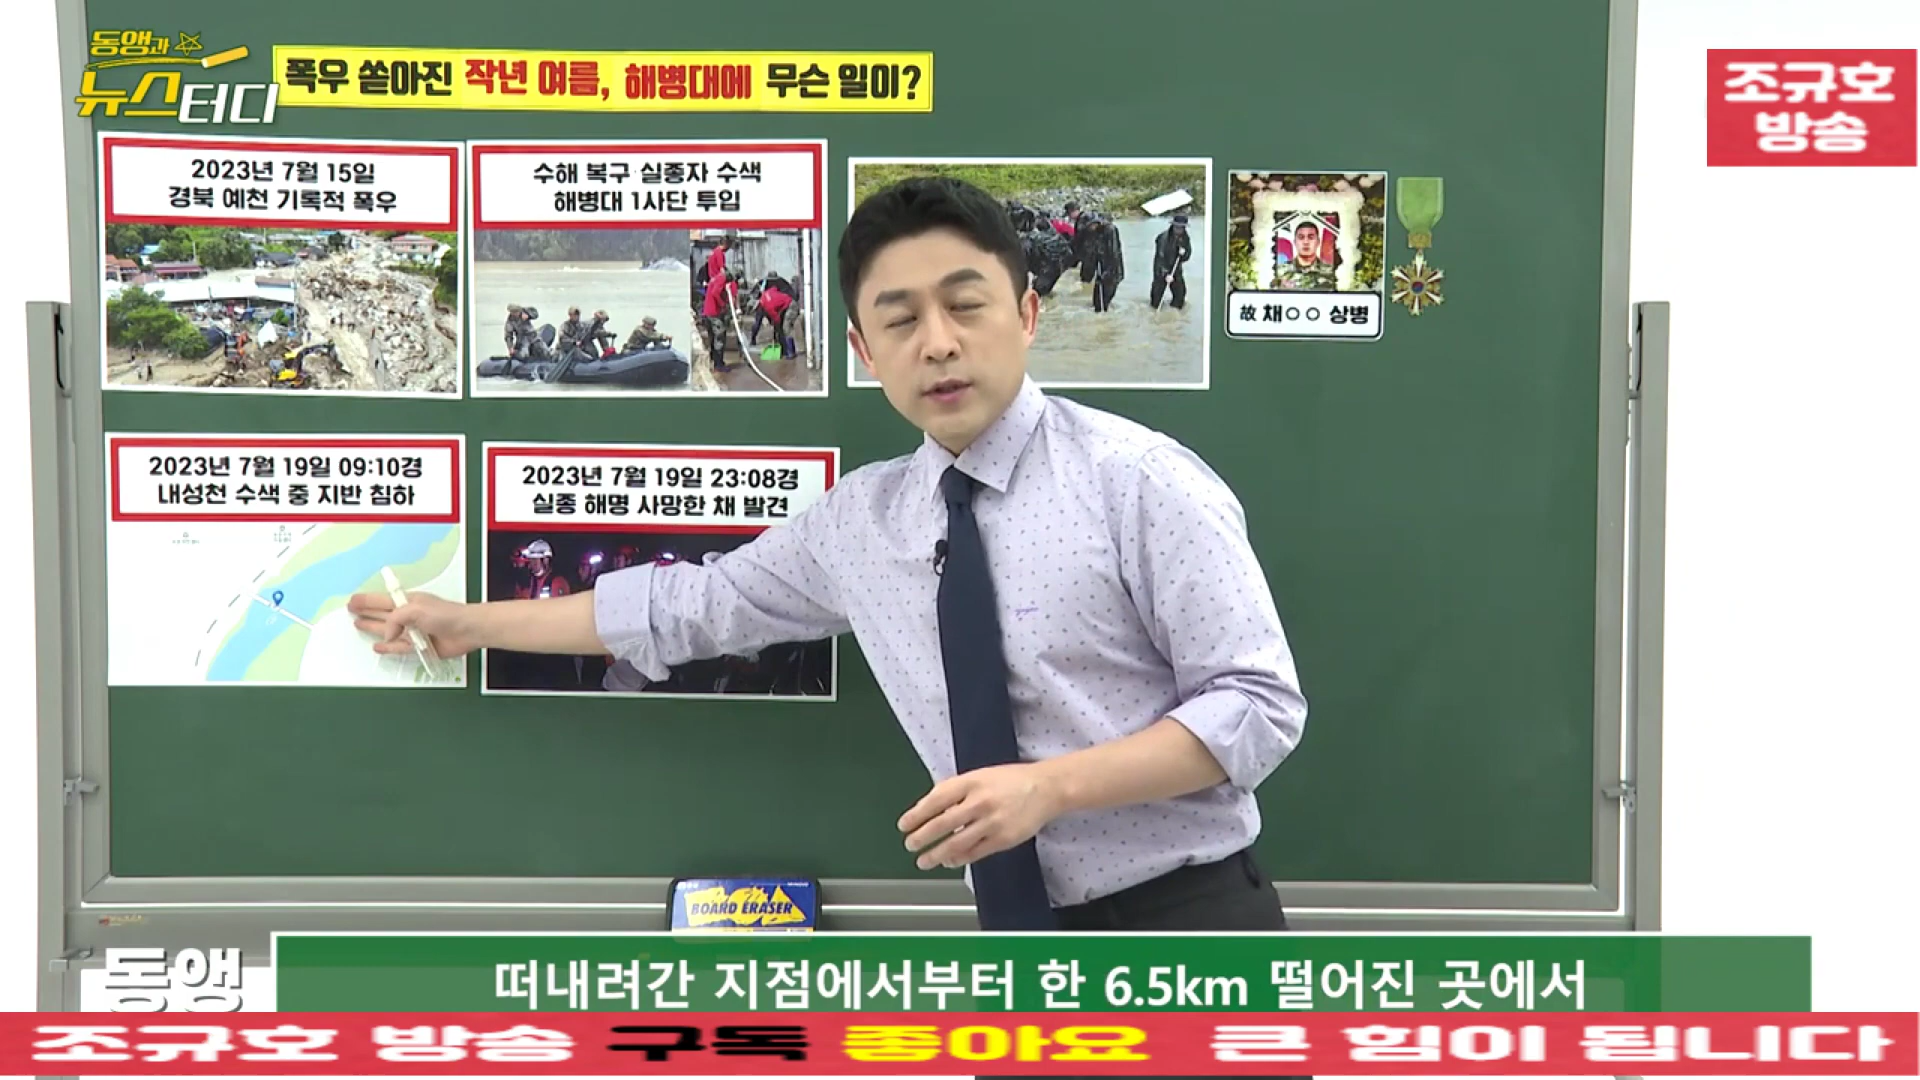 동앵과
뉴스터디
폭우 쏟아진 작년 여름, 해병대에 무슨 일이?
조규호
방송
2023년 7월 15일
경북 예천 기록적 폭우
수해 복구 실종자 수색
해병대 1사단 투입
故 채○○ 상병
2023년 7월 19일 09:10경
내성천 수색 중 지반 침하
2023년 7월 19일 23:08경
실종 해명 사망한 채 발견
BOARD ERASER
동앵
떠내려간 지점에서부터 한 6.5km 떨어진 곳에서
조규호 방송 구독 좋아요 큰 힘이 됩니다